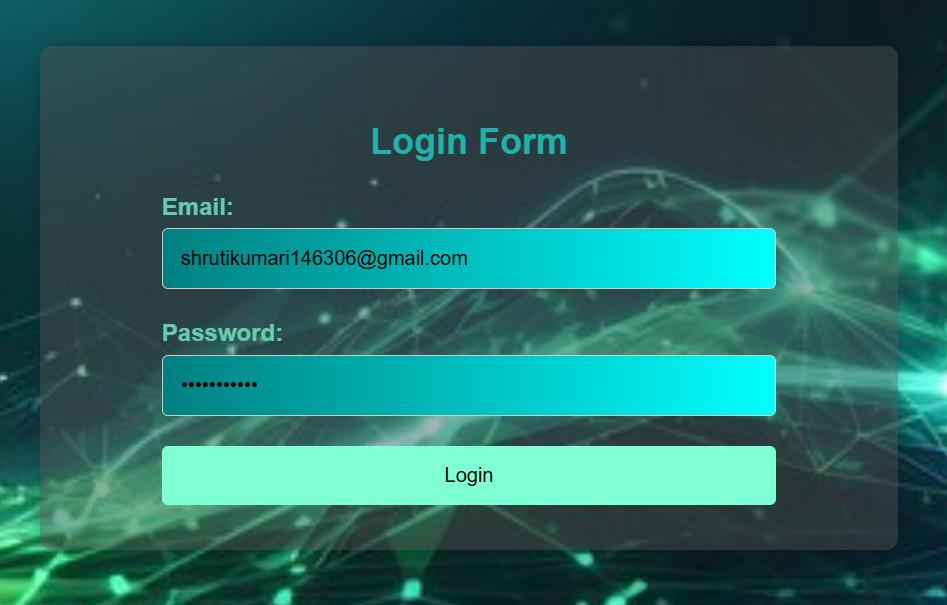 Login Form
Email:
shrutikumari146306@gmail.com
Password:
•••••••••••
Login